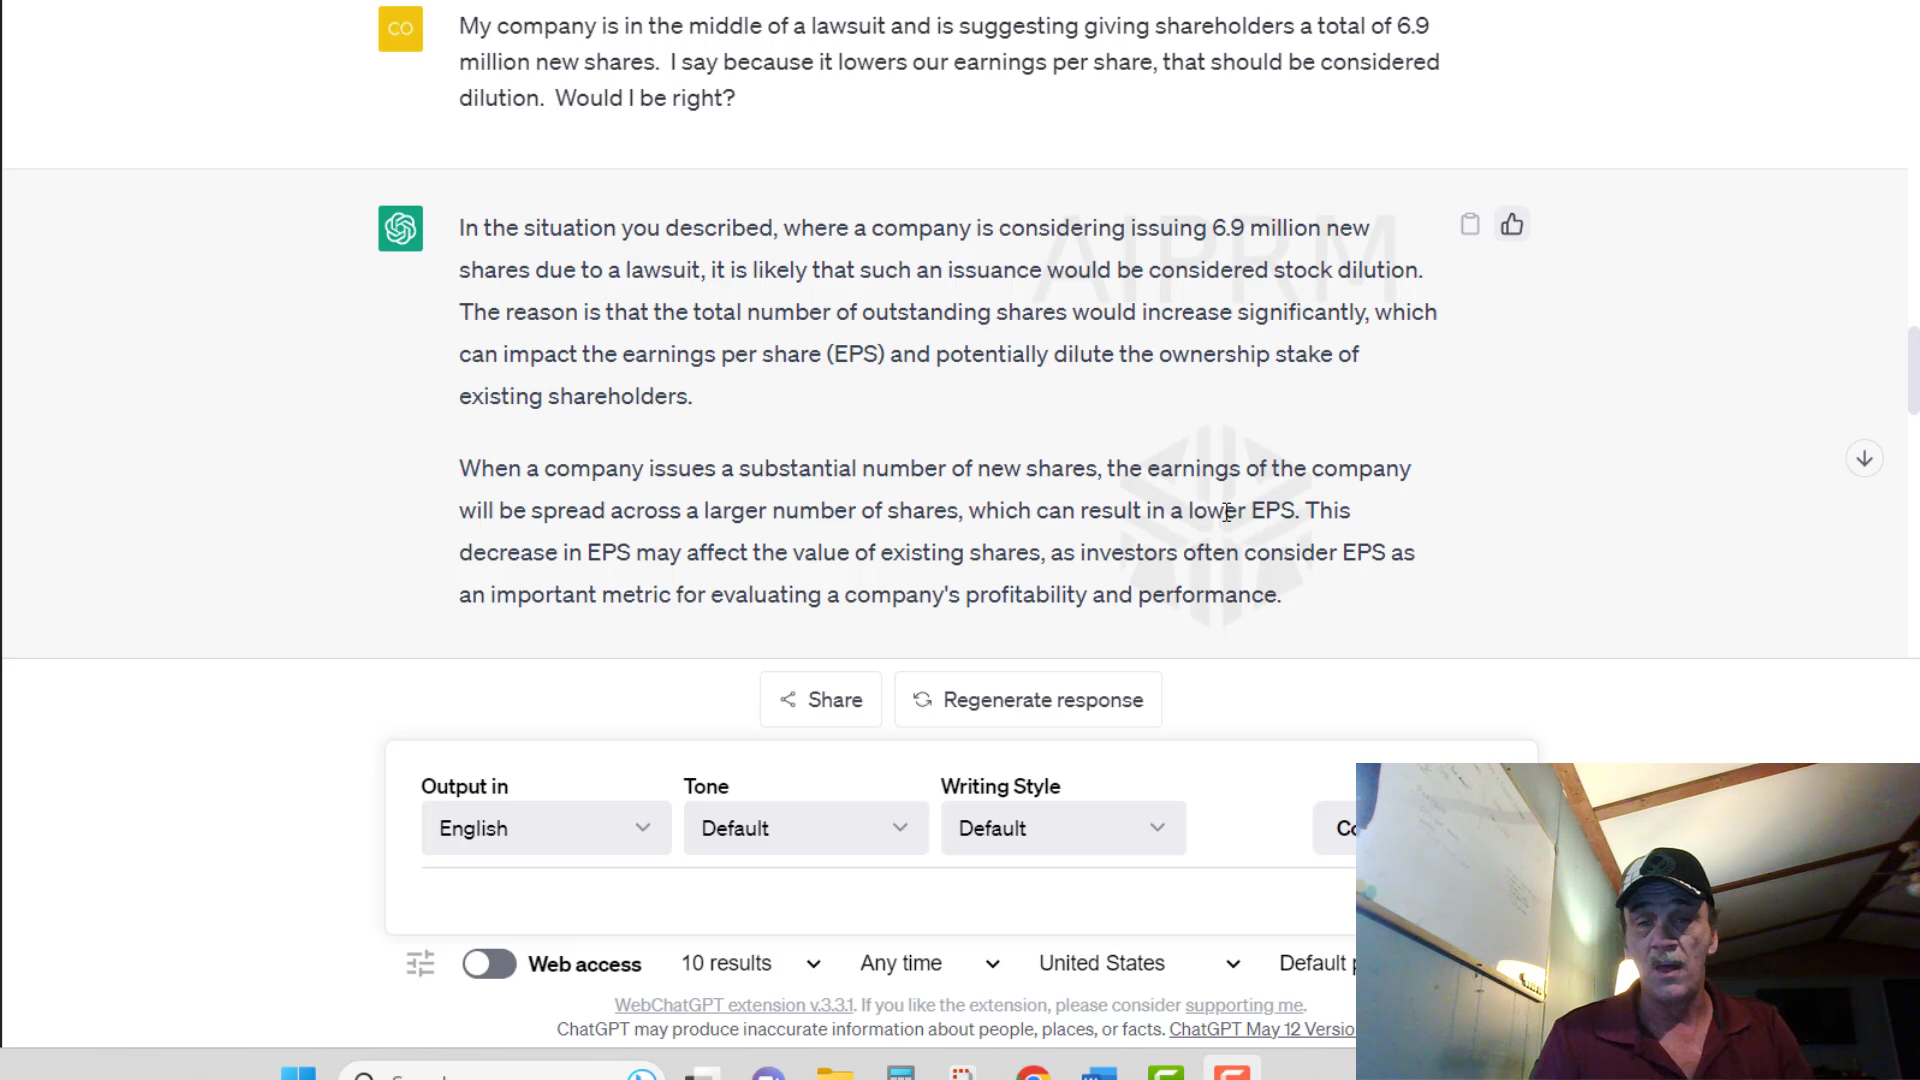 CO
My company is in the middle of a lawsuit and is suggesting giving shareholders a total of 6.9
million new shares.  I say because it lowers our earnings per share, that should be considered
dilution.  Would I be right?
AIPRM
In the situation you described, where a company is considering issuing 6.9 million new
shares due to a lawsuit, it is likely that such an issuance would be considered stock dilution.
The reason is that the total number of outstanding shares would increase significantly, which
can impact the earnings per share (EPS) and potentially dilute the ownership stake of
existing shareholders.
When a company issues a substantial number of new shares, the earnings of the company
will be spread across a larger number of shares, which can result in a lower EPS. This
decrease in EPS may affect the value of existing shares, as investors often consider EPS as
an important metric for evaluating a company's profitability and performance.
Share
Regenerate response
Output in
Tone
Writing Style
English
Default
Default
Web access
10 results
Any time
United States
Default
WebChatGPT extension v.3.3.1. If you like the extension, please consider supporting me.
ChatGPT may produce inaccurate information about people, places, or facts. ChatGPT May 12